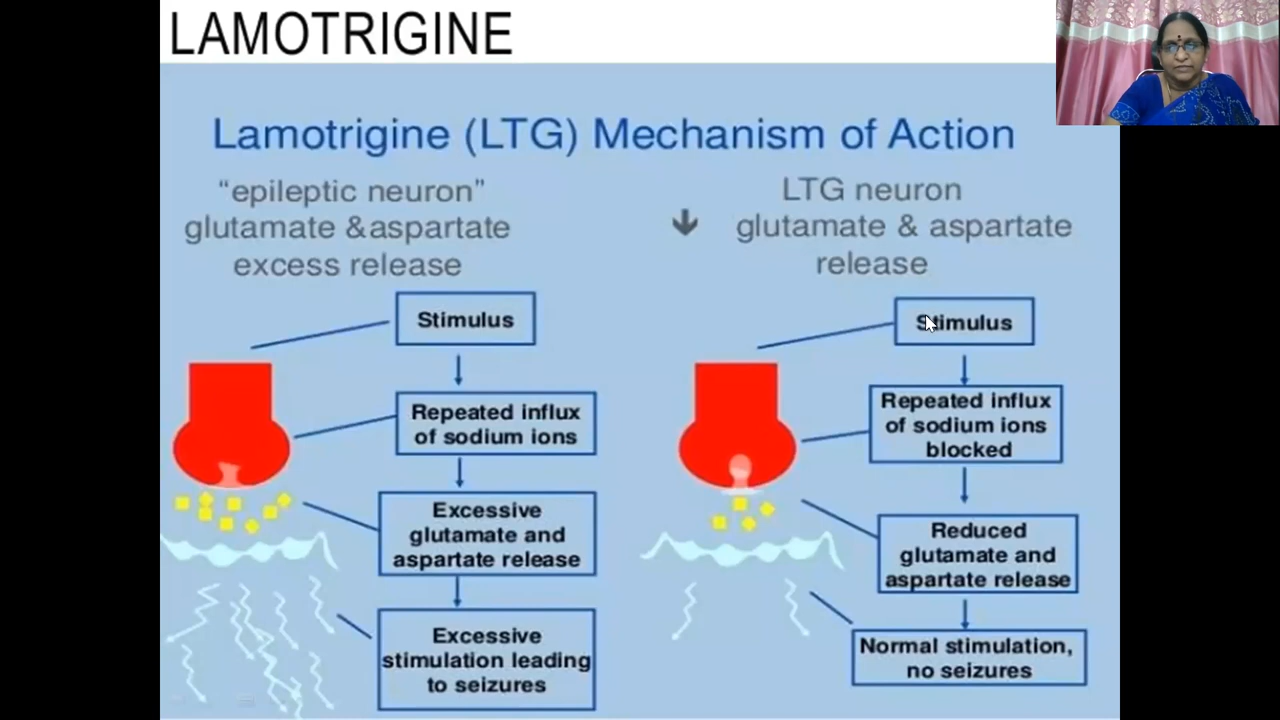 LAMOTRIGINE
Lamotrigine (LTG) Mechanism of Action
“epileptic neuron”
glutamate &aspartate
excess release
Stimulus
Repeated influx
of sodium ions
Excessive
glutamate and
aspartate release
Excessive
stimulation leading
to seizures
LTG neuron
glutamate & aspartate
release
Stimulus
Repeated influx
of sodium ions
blocked
Reduced
glutamate and
aspartate release
Normal stimulation,
no seizures